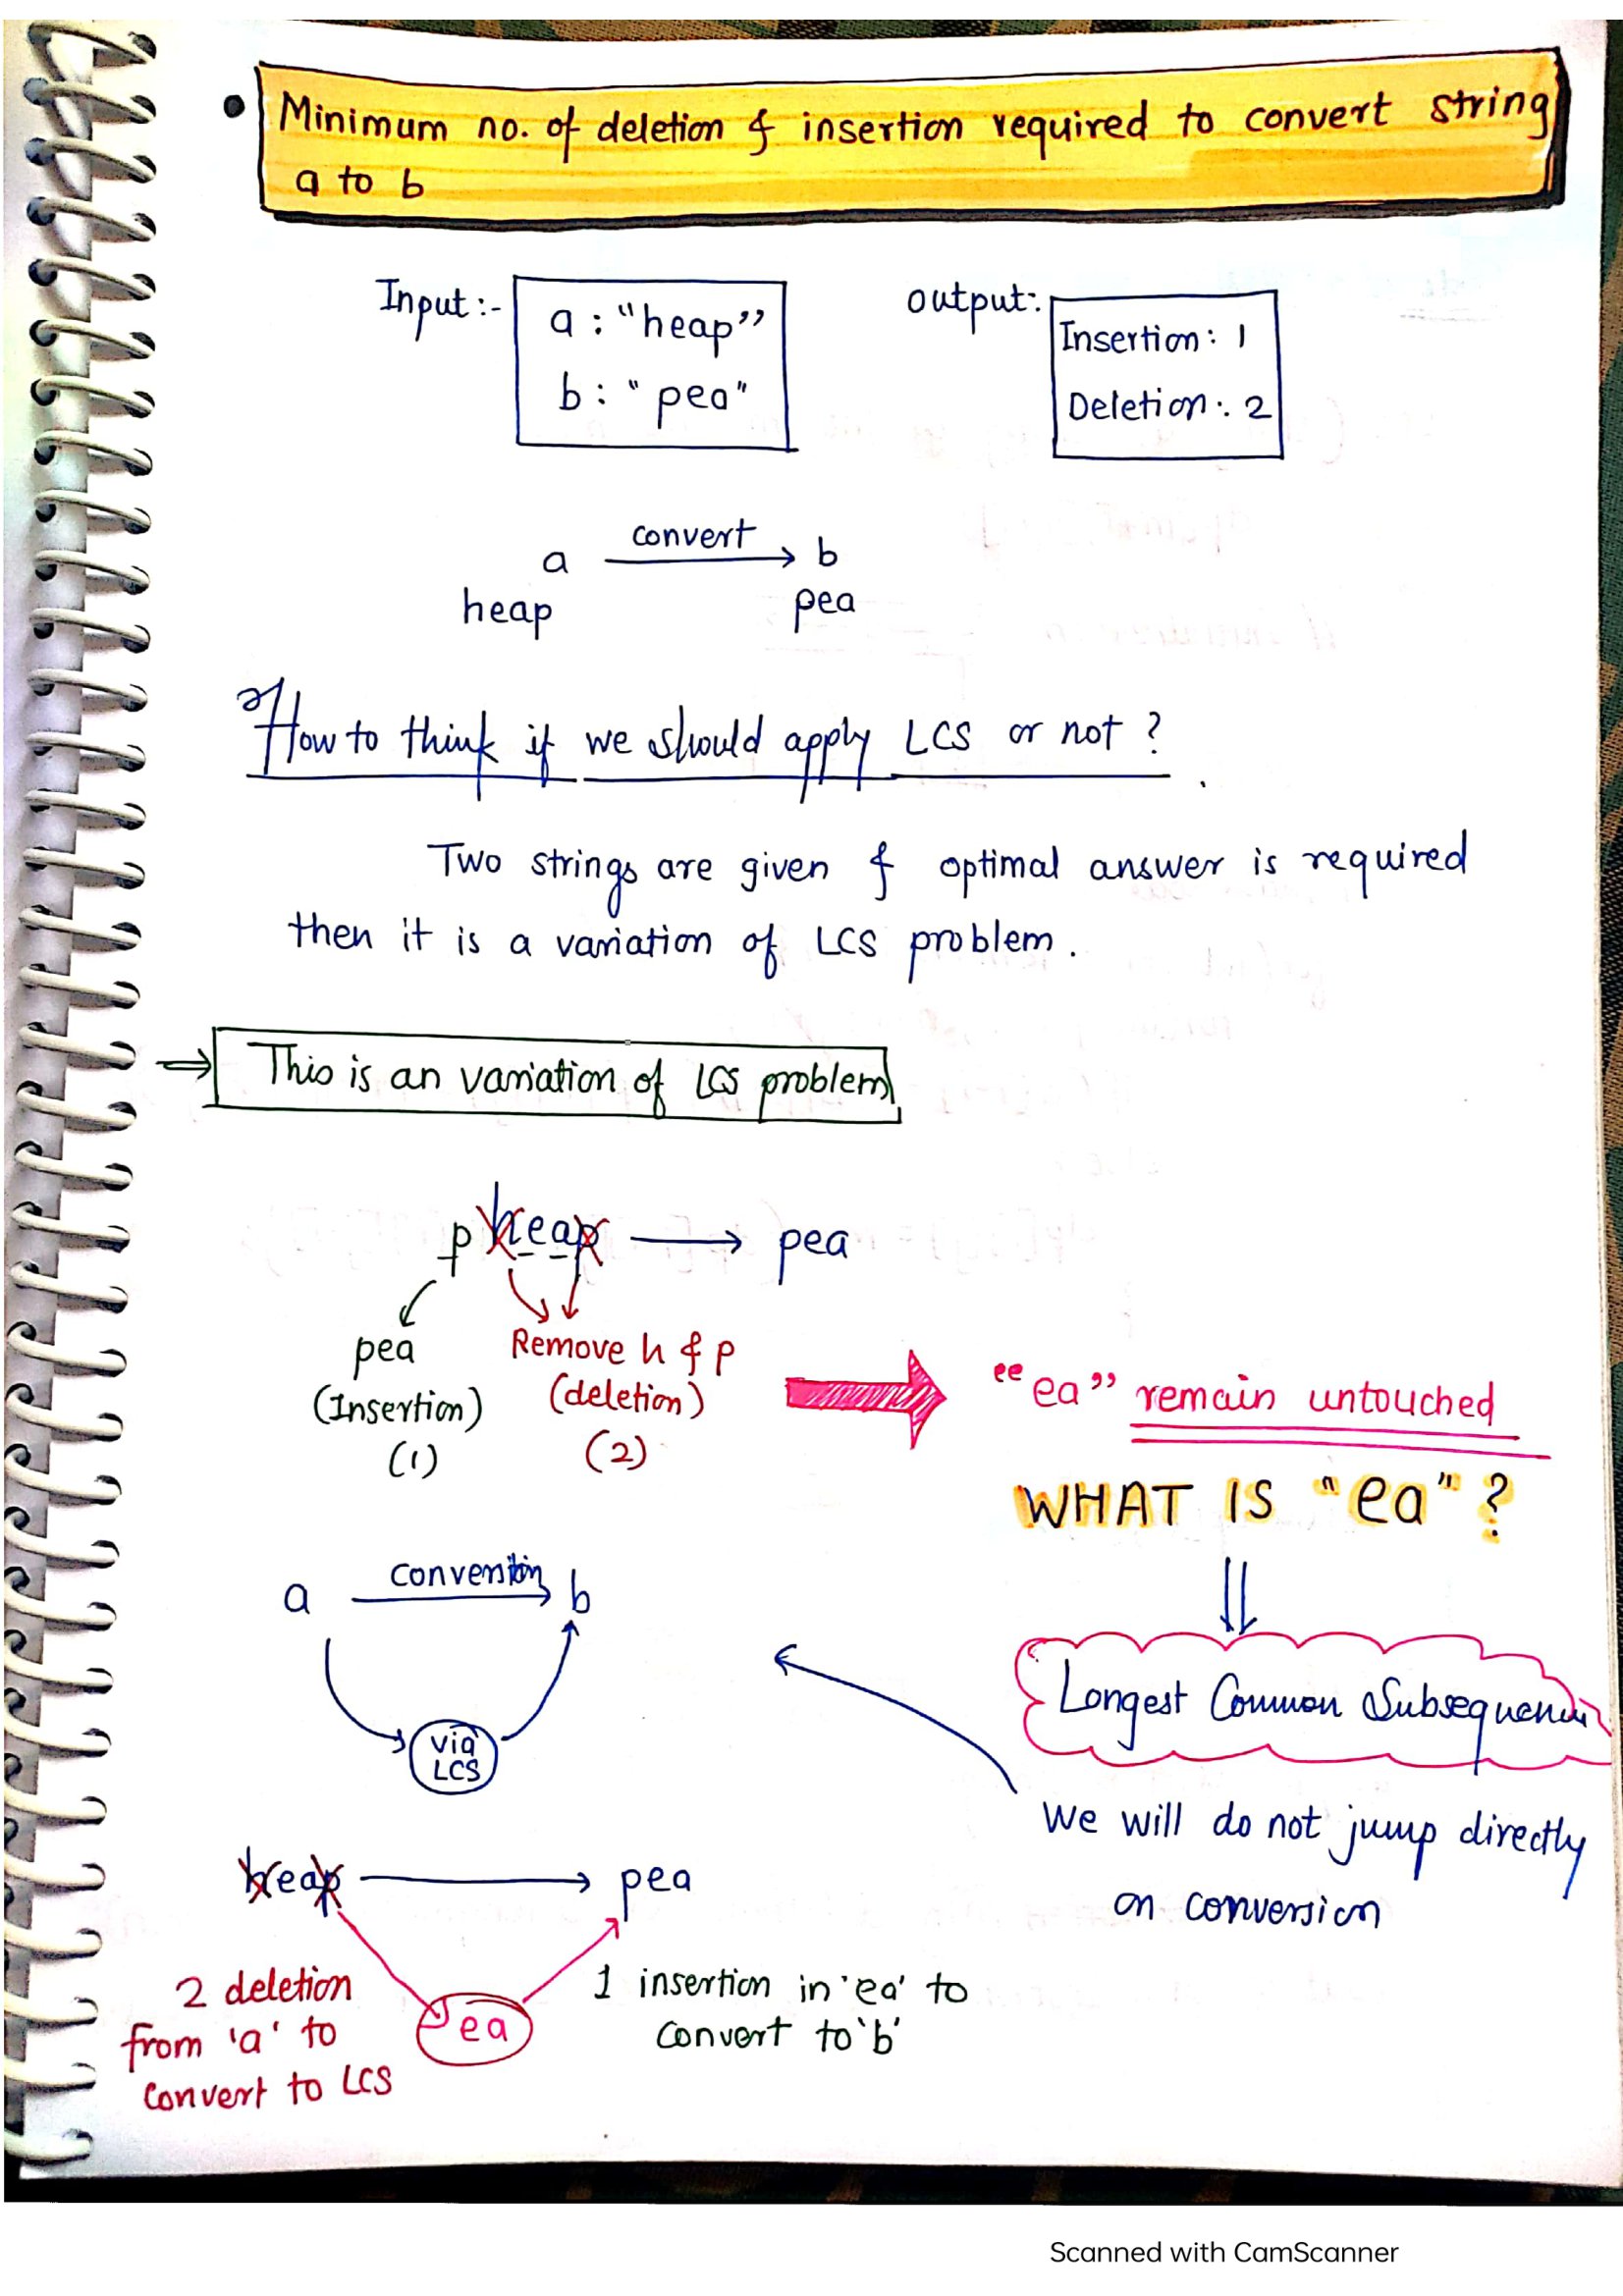 • Minimum no. of deletion & insertion required to convert string
a to b
Input:-
a : "heap"
b : "pea"
output:
Insertion: 1
Deletion: 2
a convert b
heap pea
How to think if we should apply LCS or not ?
Two strings are given & optimal answer is required
then it is a variation of LCS problem.
⇒ This is an variation of LCS problem
p heap → pea
pea
(Insertion)
(1)
Remove h & p
(deletion)
(2)
"ea" remain untouched
WHAT IS "ea" ?
Longest Common Subsequence
We will do not jump directly
on conversion
a conversion b
via
LCS
heap → pea
2 deletion
from 'a' to
convert to LCS
ea
1 insertion in 'ea' to
convert to 'b'
Scanned with CamScanner